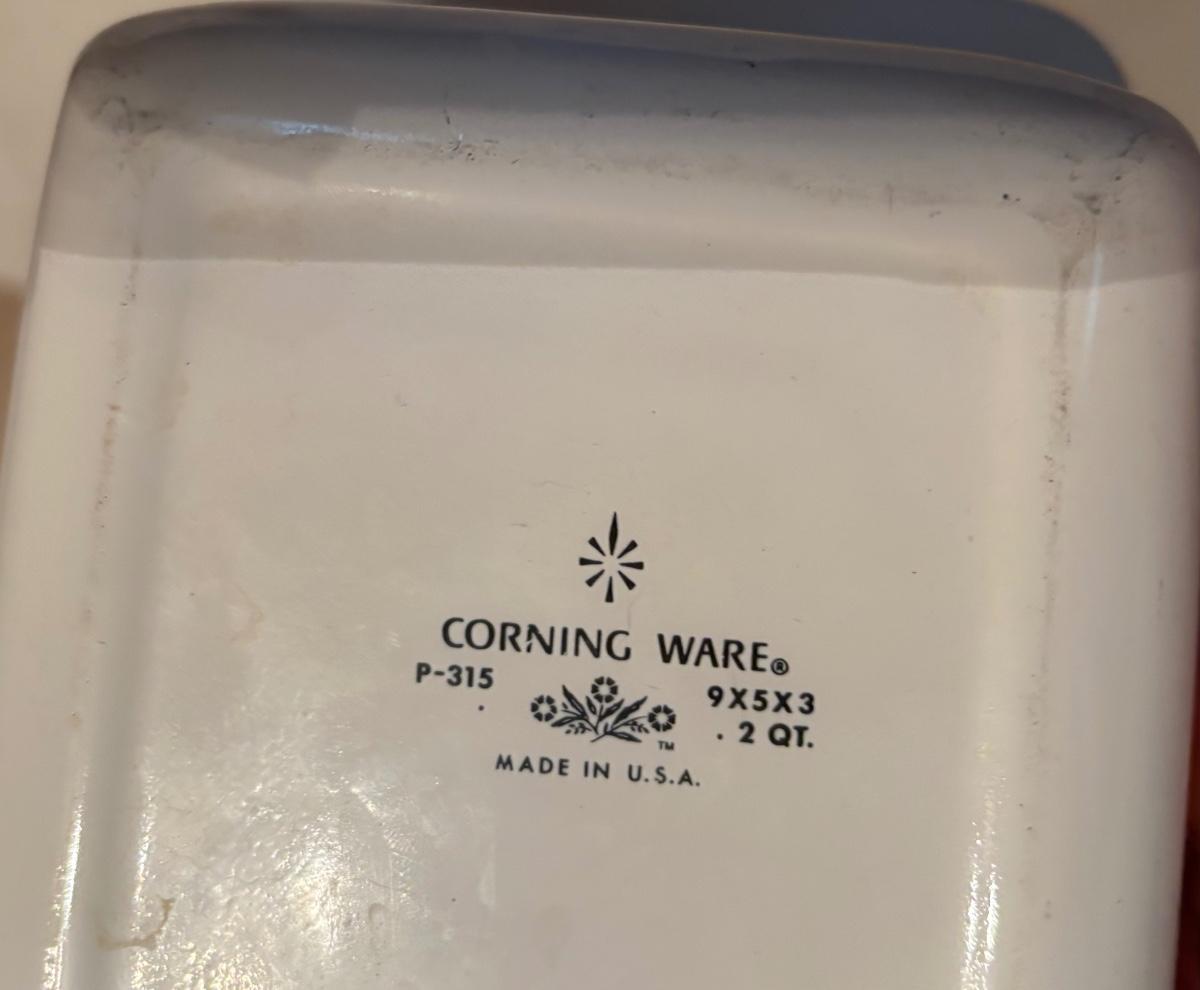 CORNING WARE®
P-315 9X5X3
. . 2 QT.
TM
MADE IN U.S.A.